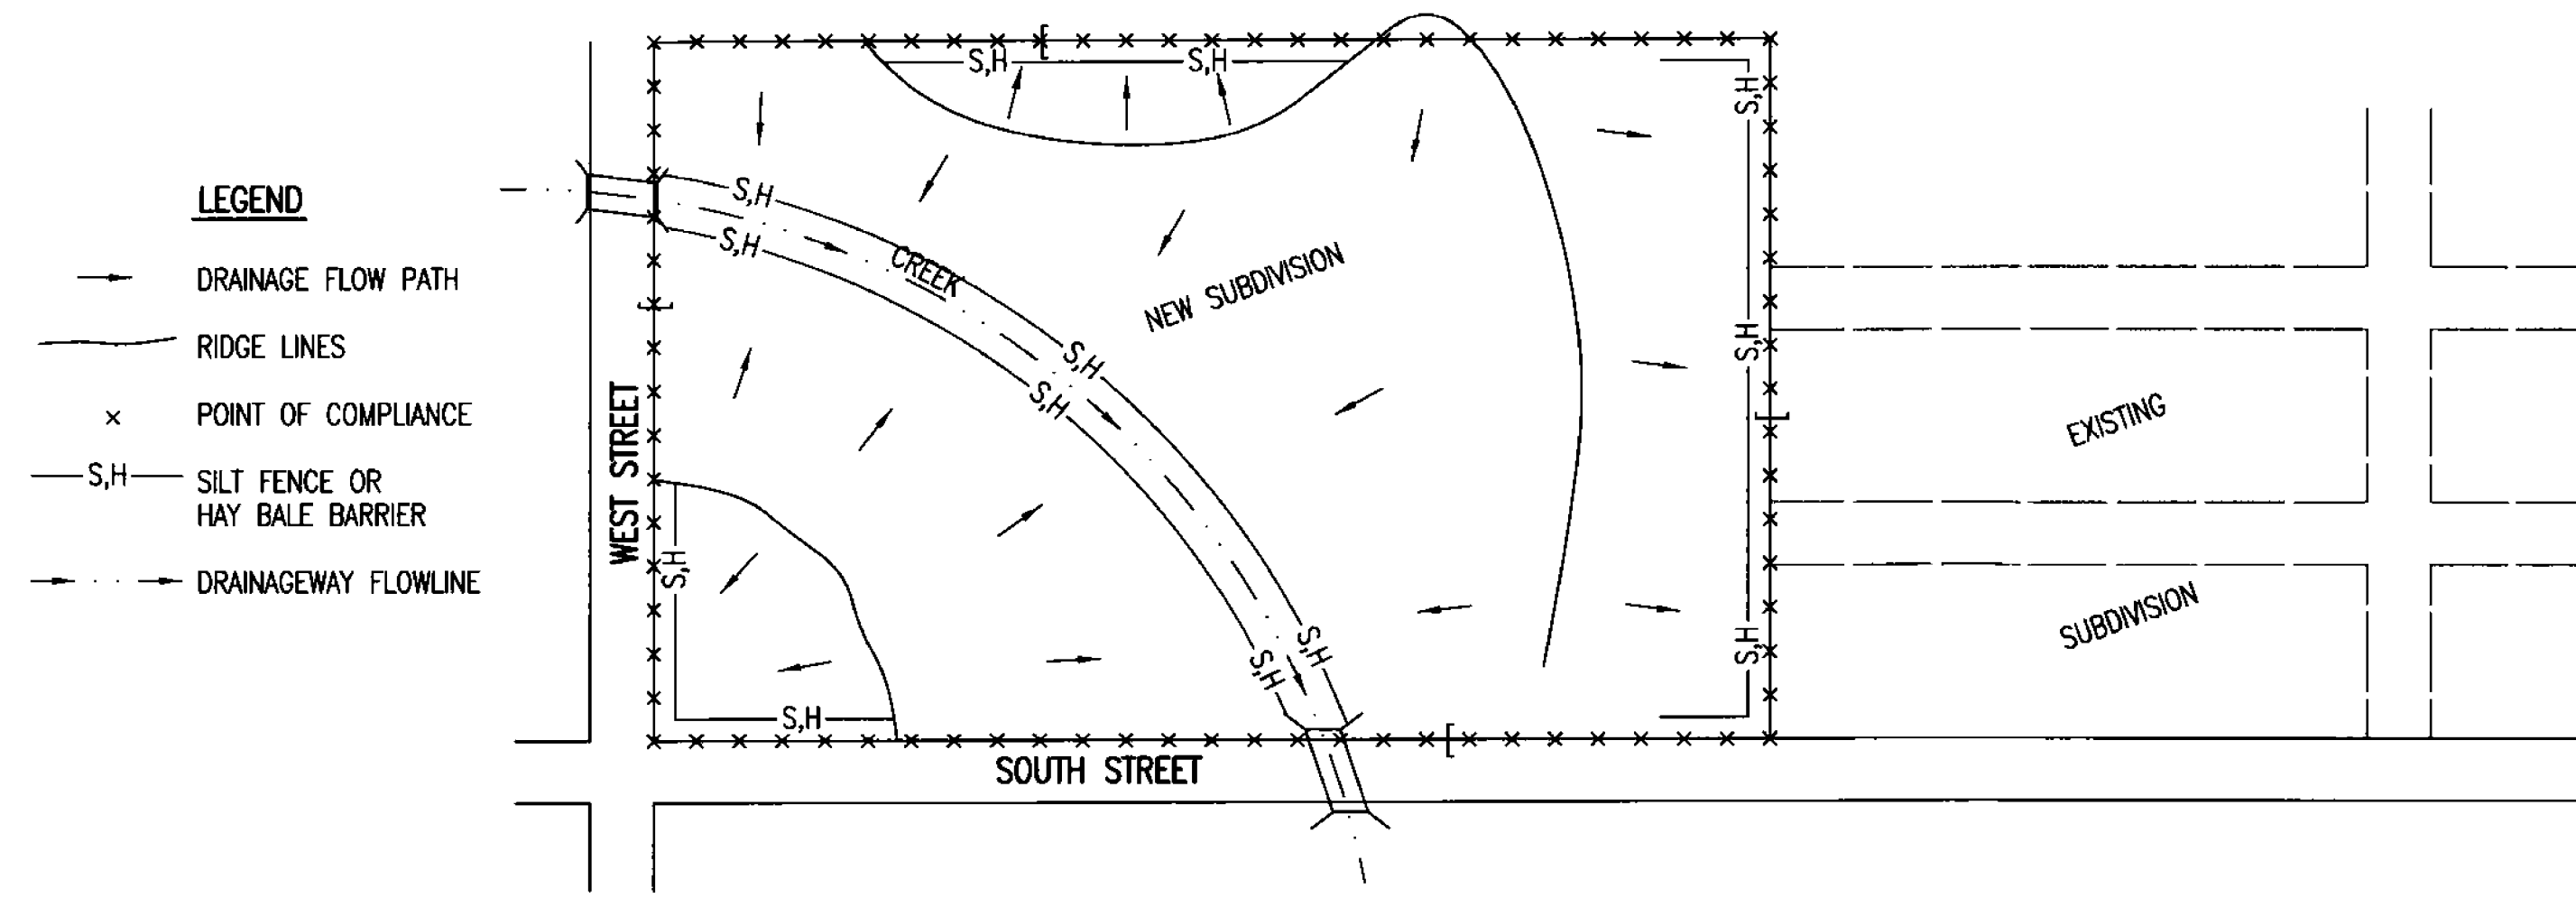 LEGEND
DRAINAGE FLOW PATH
RIDGE LINES
x POINT OF COMPLIANCE
S,H SILT FENCE OR
HAY BALE BARRIER
DRAINAGEWAY FLOWLINE
S,H
S,H
S,H
S,H
S,H
CREEK
NEW SUBDIVISION
S,H
S,H
S,H
WEST STREET
EXISTING
S,H
S,H
S,H
S,H
SUBDIVISION
S,H
S,H
SOUTH STREET